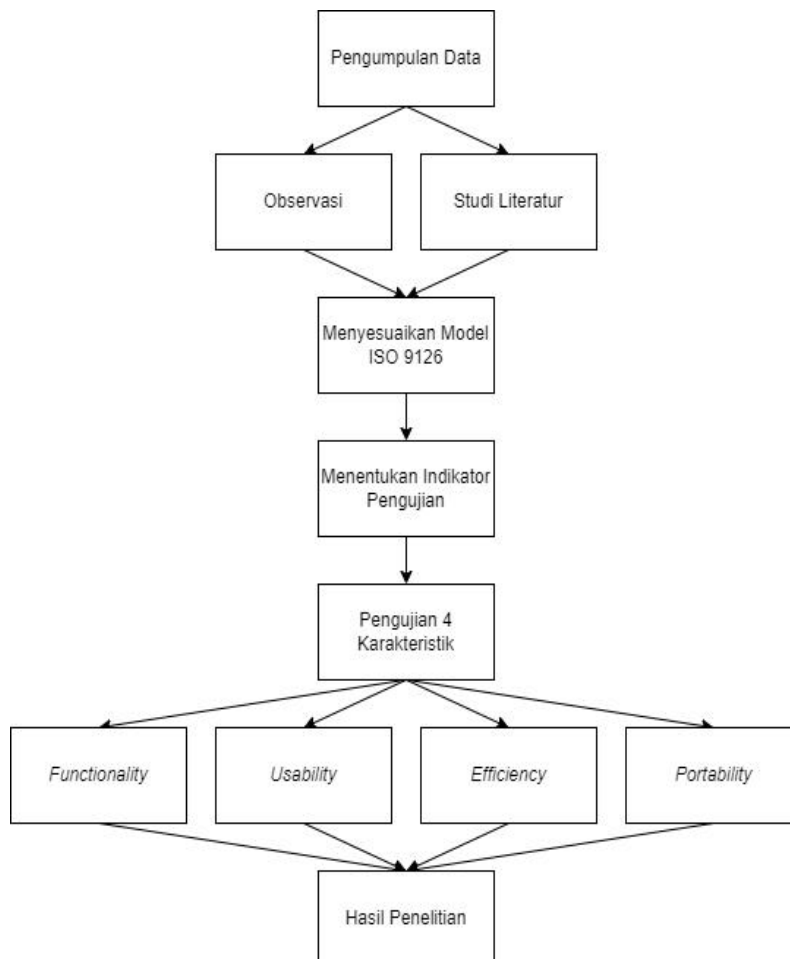 Pengumpulan Data
Observasi
Studi Literatur
Menyesuaikan Model
ISO 9126
Menentukan Indikator
Pengujian
Pengujian 4
Karakteristik
Functionality
Usability
Efficiency
Portability
Hasil Penelitian